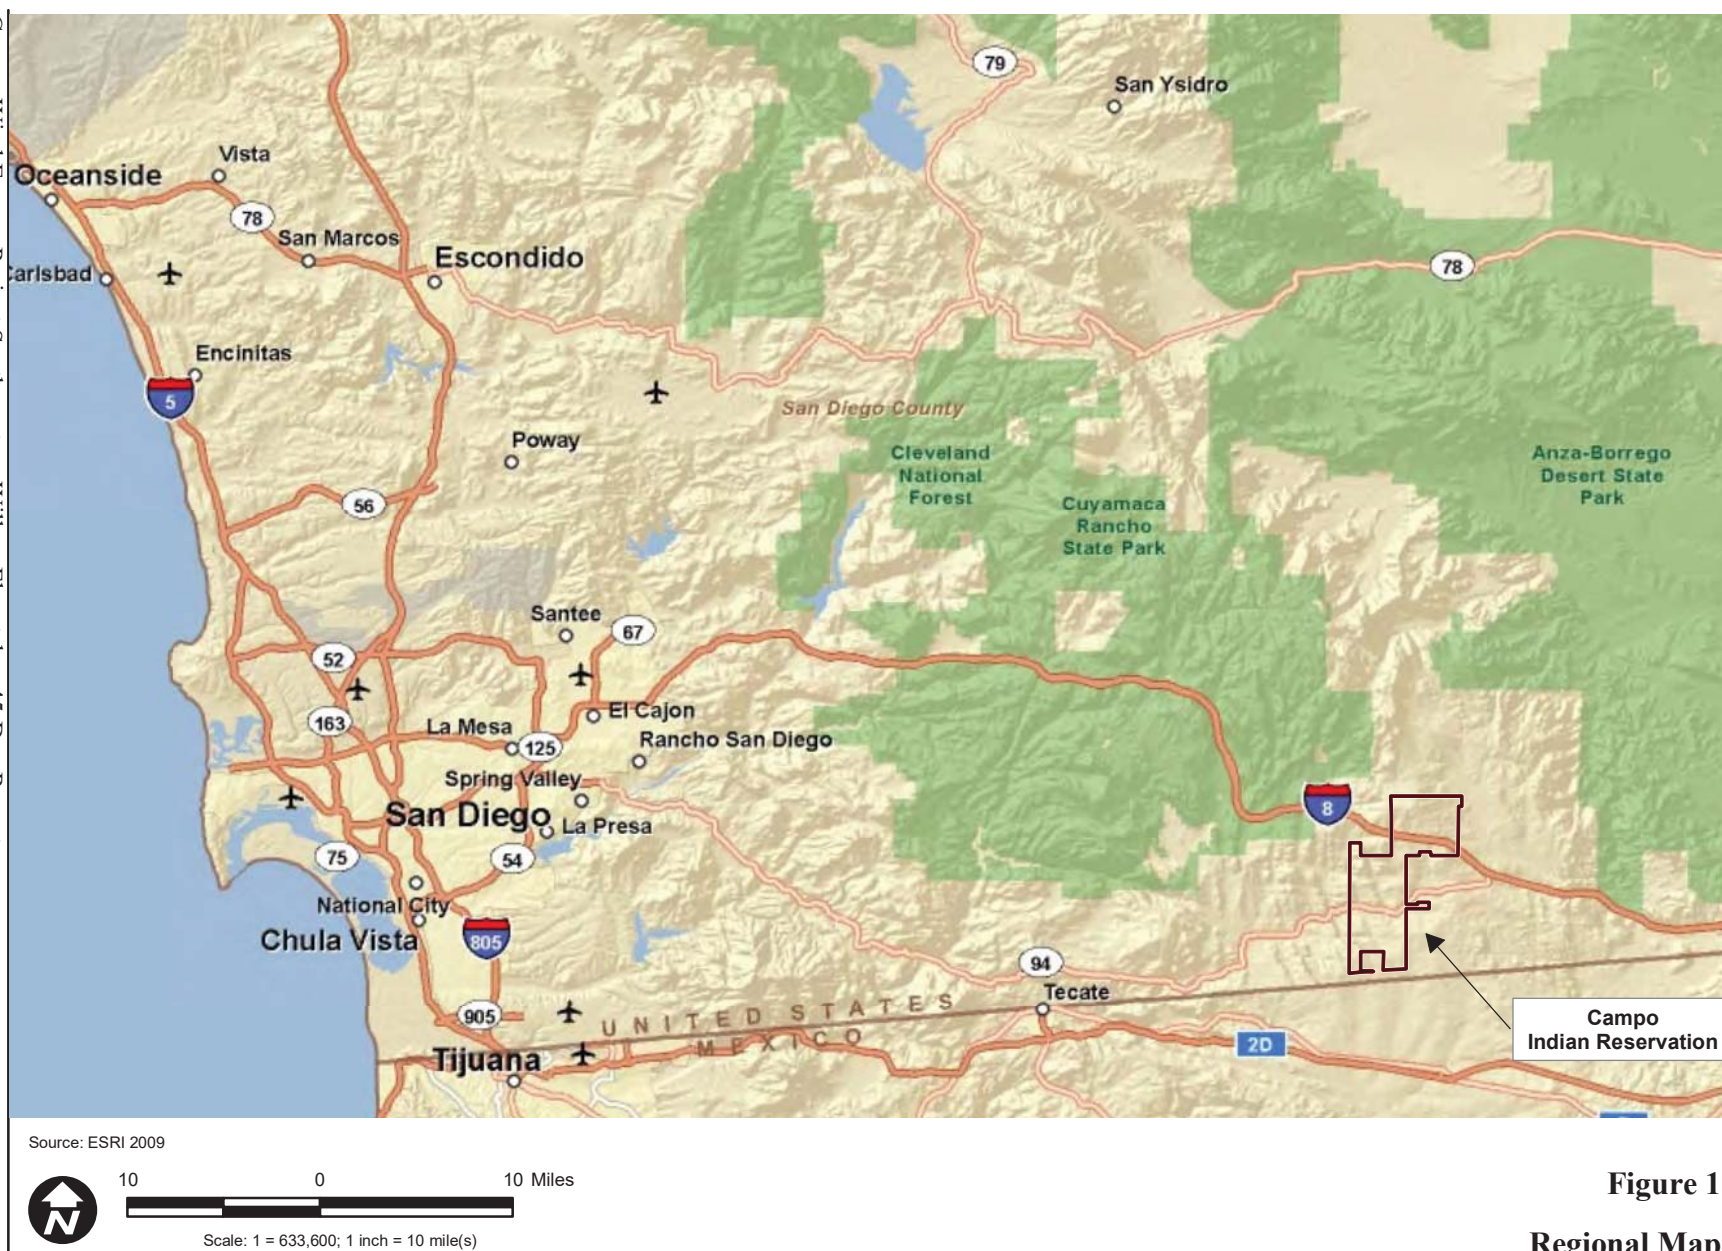 79
San Ysidro
Vista
Oceanside
78
San Marcos
Escondido
Carlsbad
78
Encinitas
5
San Diego County
Poway
Cleveland
National
Forest
Anza-Borrego
Desert State
Park
56
Cuyamaca
Rancho
State Park
Santee
67
52
163
El Cajon
La Mesa
125
Rancho San Diego
Spring Valley
8
San Diego
La Presa
75
54
National City
Chula Vista
805
94
Tecate
905
UNITED STATES
MEXICO
Tijuana
2D
Campo
Indian Reservation
Source: ESRI 2009
10 0 10 Miles
N
Scale: 1 = 633,600; 1 inch = 10 mile(s)
Figure 1
Regional Map